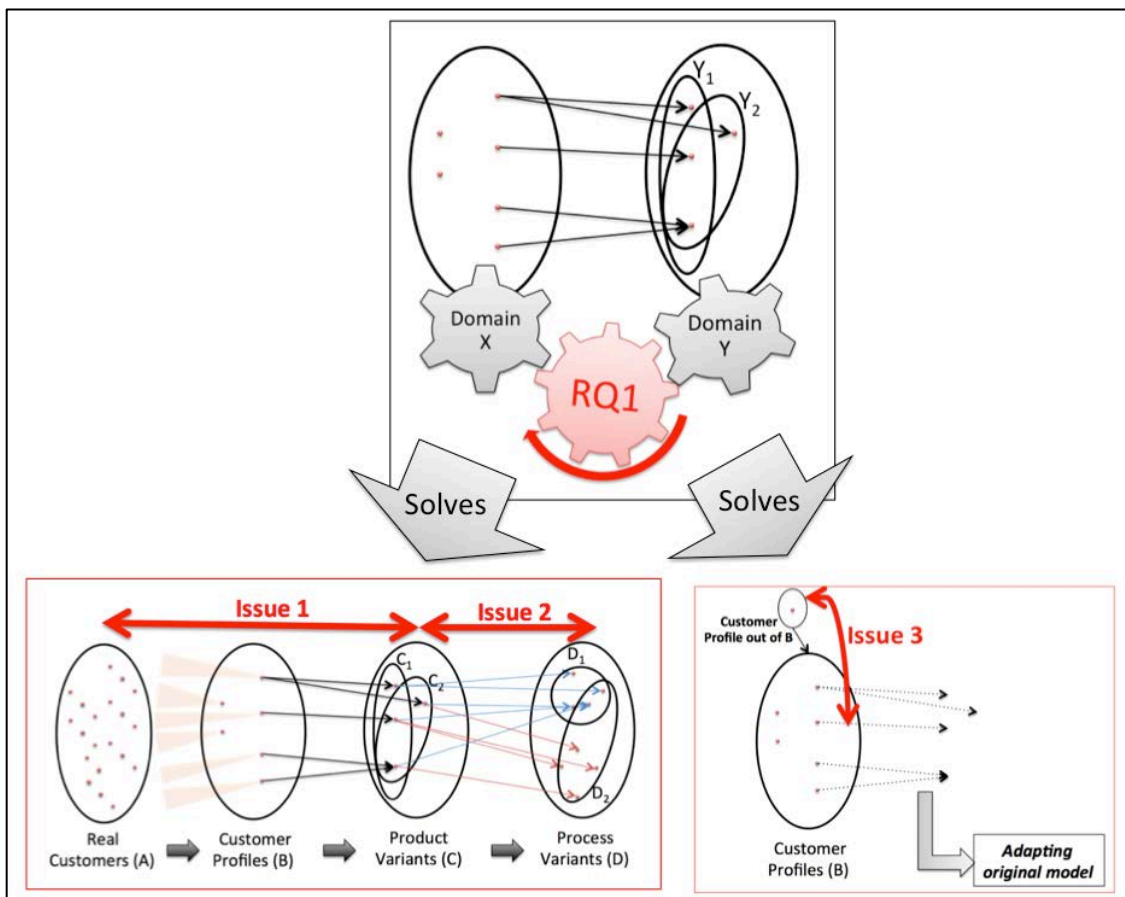 Y1
Y2
Domain
X
Domain
Y
RQ1
Solves
Solves
Issue 1
Issue 2
C1
C2
D1
D2
Real
Customers (A)
Customer
Profiles (B)
Product
Variants (C)
Process
Variants (D)
Customer
Profile out of B
Issue 3
Customer
Profiles (B)
Adapting
original model